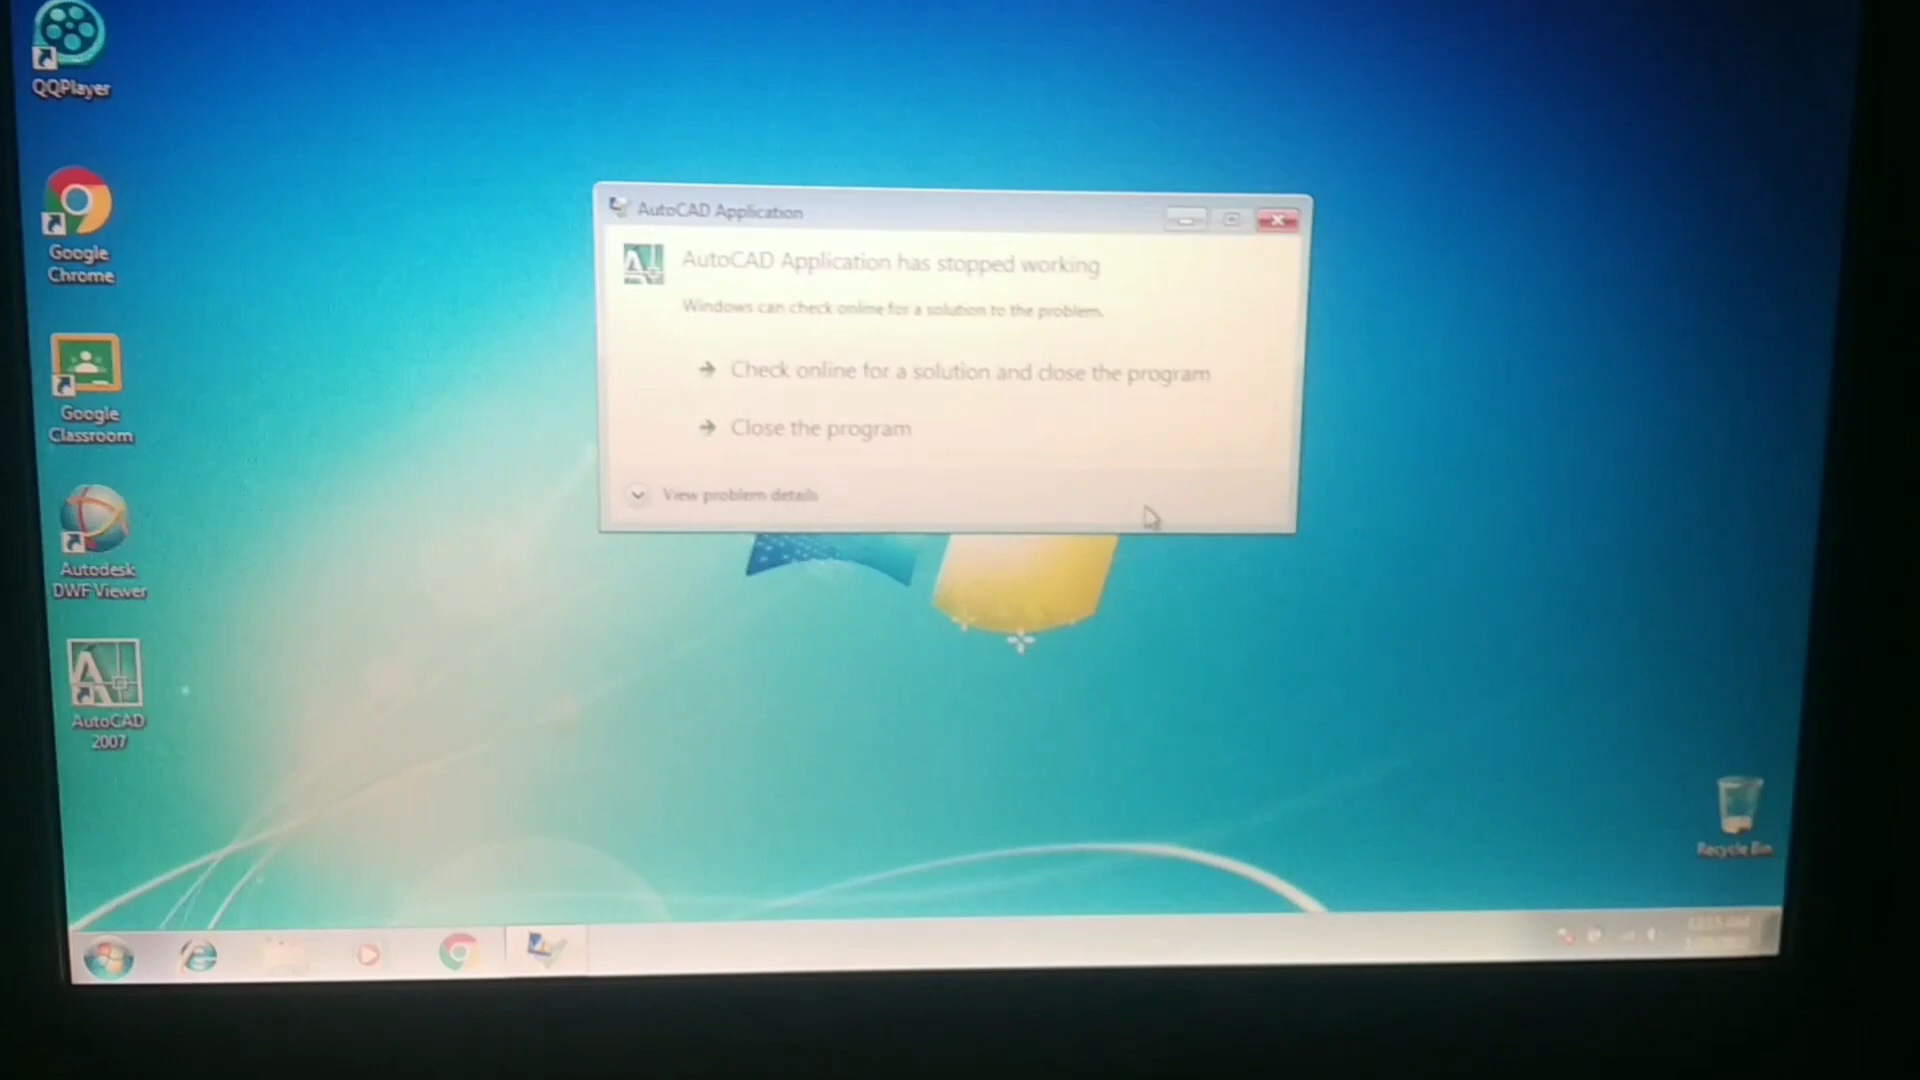 QQPlayer
Google
Chrome
Google
Classroom
Autodesk
DWF Viewer
AutoCAD
2007
AutoCAD Application
AutoCAD Application has stopped working
Windows can check online for a solution to the problem.
Check online for a solution and close the program
Close the program
View problem details
Recycle Bin